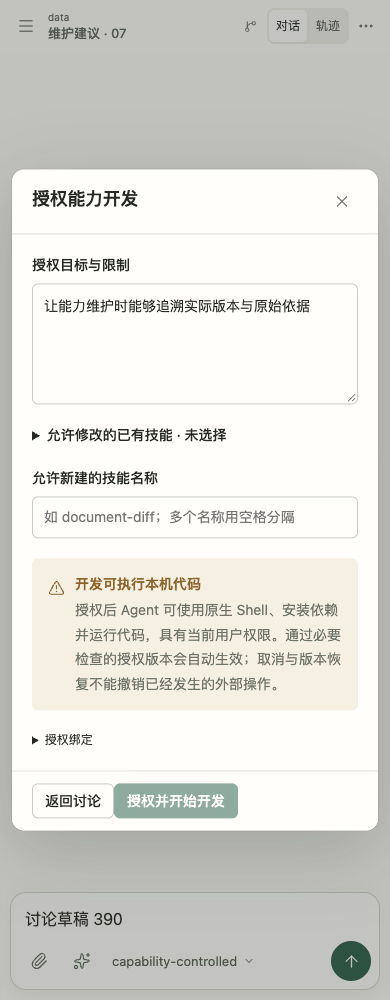 data
维护建议 · 07
对话
轨迹
授权能力开发
授权目标与限制
让能力维护时能够追溯实际版本与原始依据
允许修改的已有技能 · 未选择
允许新建的技能名称
如 document-diff；多个名称用空格分隔
开发可执行本机代码
授权后 Agent 可使用原生 Shell、安装依赖
并运行代码，具有当前用户权限。通过必要
检查的授权版本会自动生效；取消与版本恢
复不能撤销已经发生的外部操作。
授权绑定
返回讨论
授权并开始开发
讨论草稿 390
capability-controlled